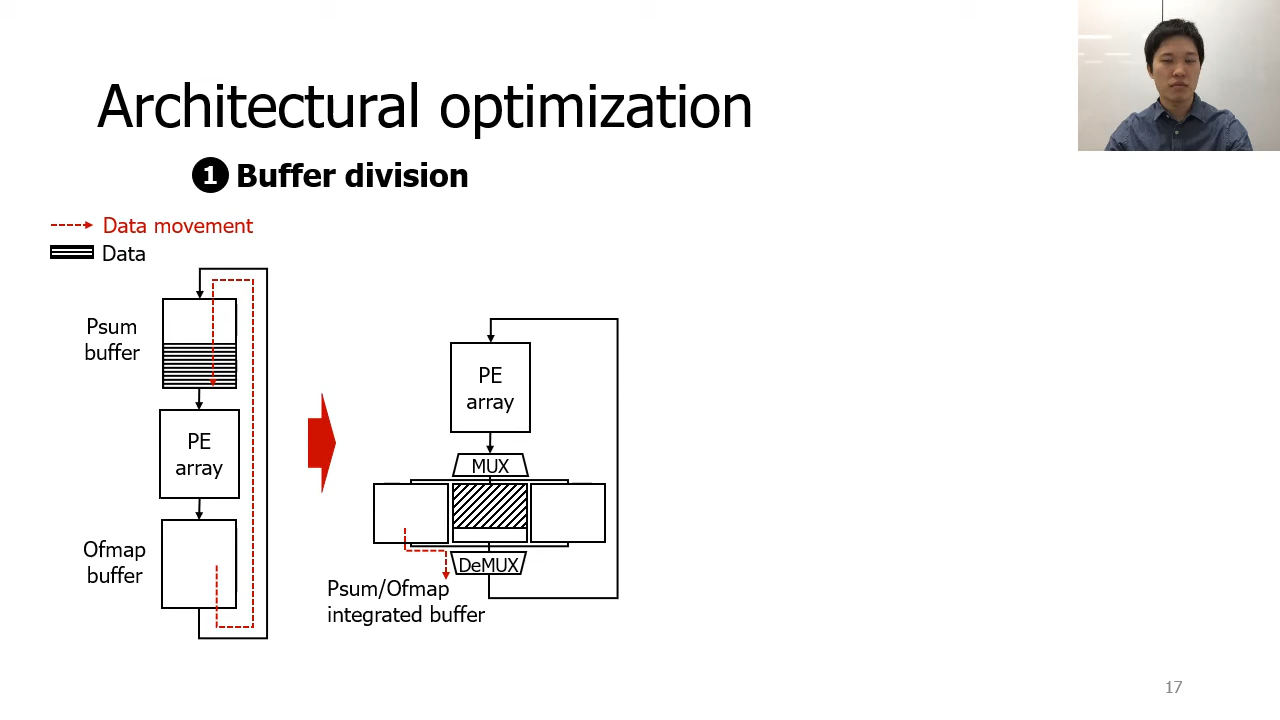 Architectural optimization
1 Buffer division
Data movement
Data
Psum
buffer
PE
array
Ofmap
buffer
PE
array
MUX
DeMUX
Psum/Ofmap
integrated buffer
17